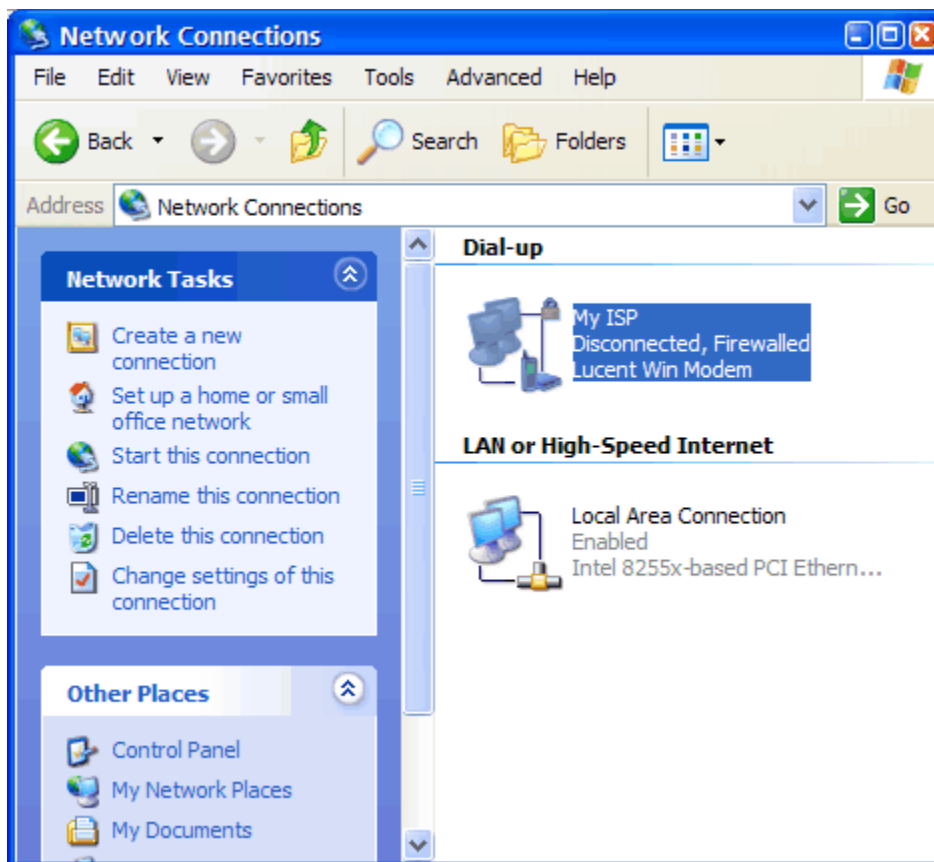 Network Connections
File Edit View Favorites Tools Advanced Help
Back Search Folders
Address Network Connections Go
Network Tasks
Create a new
connection
Set up a home or small
office network
Start this connection
Rename this connection
Delete this connection
Change settings of this
connection
Other Places
Control Panel
My Network Places
My Documents
Dial-up
My ISP
Disconnected, Firewalled
Lucent Win Modem
LAN or High-Speed Internet
Local Area Connection
Enabled
Intel 8255x-based PCI Ethern...